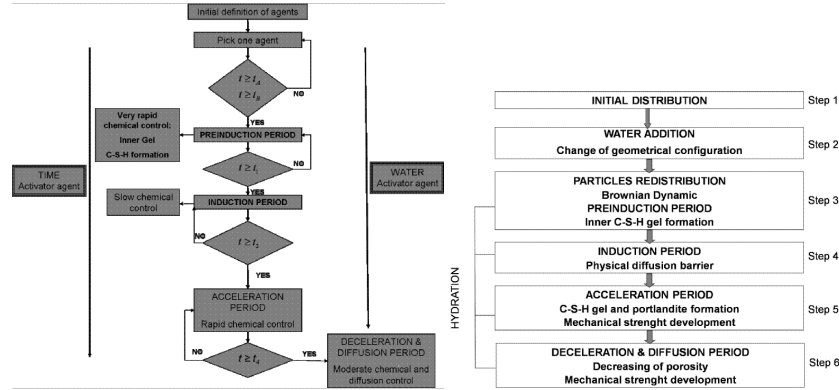 Initial definition of agents
Pick one agent
t ≥ t_A
t ≥ t_B
NO
YES
Very rapid
chemical control;
Inner Gel
C-S-H formation
PREINDUCTION PERIOD
t ≥ t_1
NO
YES
TIME
Activator agent
WATER
Activator agent
Slow chemical
control
INDUCTION PERIOD
NO
t ≥ t_2
YES
ACCELERATION
PERIOD
Rapid chemical control
NO
t ≥ t_d
YES
DECELERATION &
DIFFUSION PERIOD
Moderate chemical and
diffusion control
INITIAL DISTRIBUTION
Step 1
WATER ADDITION
Change of geometrical configuration
Step 2
PARTICLES REDISTRIBUTION
Brownian Dynamic
PREINDUCTION PERIOD
Inner C-S-H gel formation
Step 3
INDUCTION PERIOD
Physical diffusion barrier
Step 4
ACCELERATION PERIOD
C-S-H gel and portlandite formation
Mechanical strenght development
Step 5
DECELERATION & DIFFUSION PERIOD
Decreasing of porosity
Mechanical strenght development
Step 6
HYDRATION